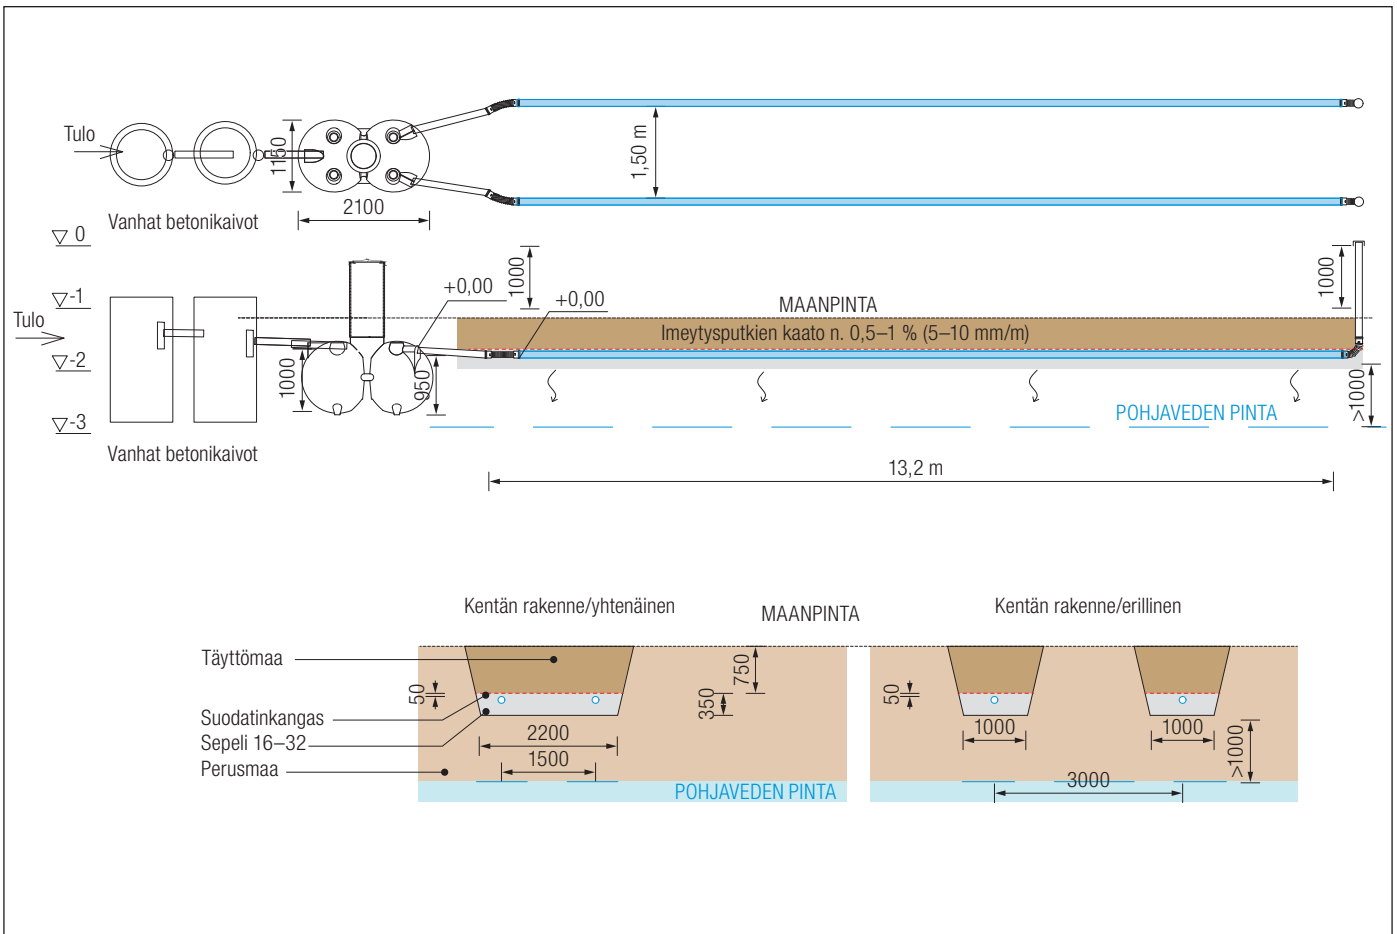 Tulo
1150
1,50 m
2100
Vanhat betonikaivot
0
-1
-2
-3
Tulo
1000
950
+0,00
+0,00
1000
1000
MAANPINTA
Imeytysputkien kaato n. 0,5–1 % (5–10 mm/m)
>1000
POHJAVEDEN PINTA
Vanhat betonikaivot
13,2 m
Kentän rakenne/yhtenäinen
MAANPINTA
Kentän rakenne/erillinen
Täyttömaa
Suodatinkangas
Sepeli 16–32
Perusmaa
50
750
350
2200
1500
POHJAVEDEN PINTA
50
1000
1000
>1000
3000